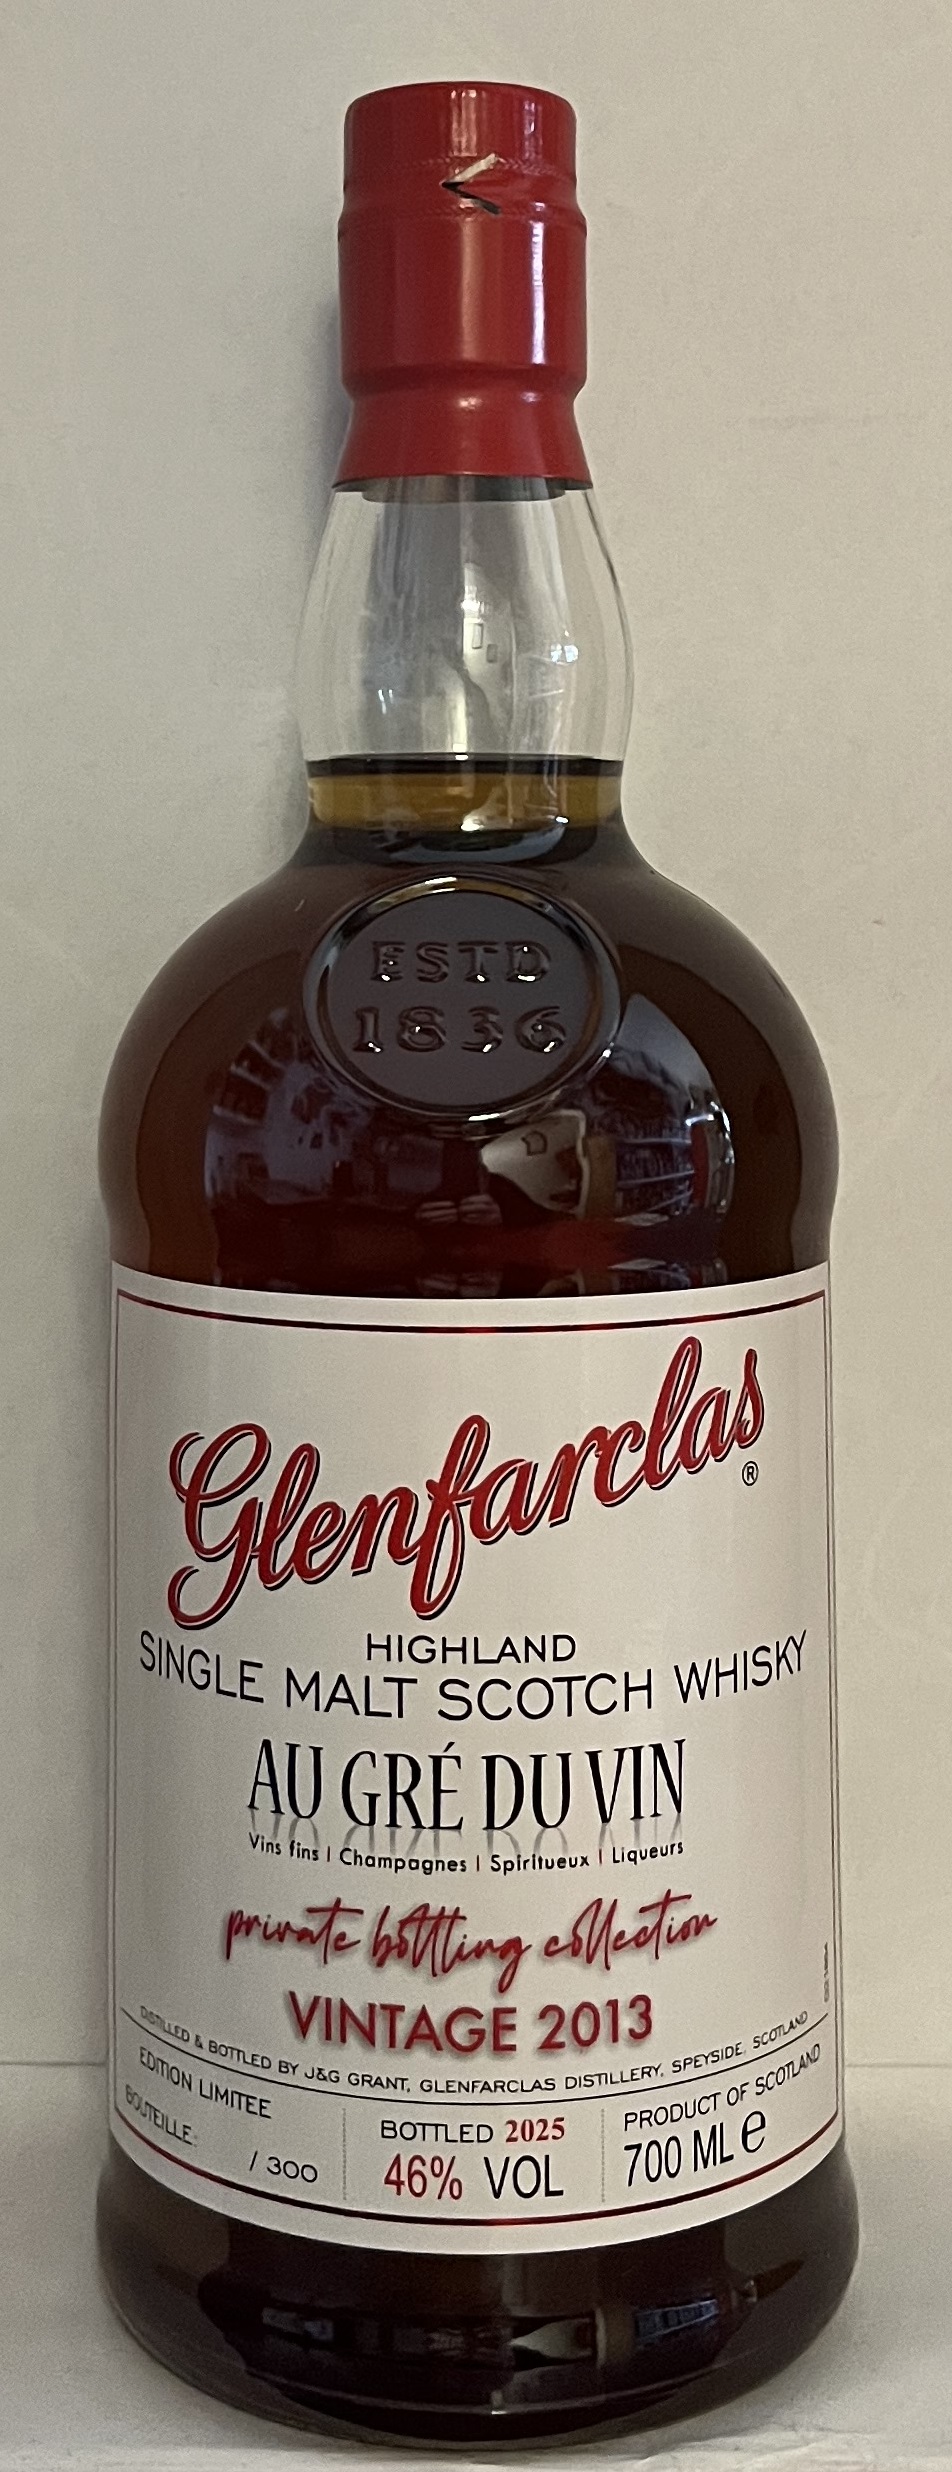 ESTD
1836
Glenfarclas®
HIGHLAND
SINGLE MALT SCOTCH WHISKY
AU GRÉ DU VIN
Vins fins | Champagnes | Spiritueux | Liqueurs
private bottling collection
VINTAGE 2013
DISTILLED & BOTTLED BY J&G GRANT, GLENFARCLAS DISTILLERY, SPEYSIDE, SCOTLAND
EDITION LIMITEE
BOUTEILLE: / 300
BOTTLED 2025
46% VOL
PRODUCT OF SCOTLAND
700 ML e